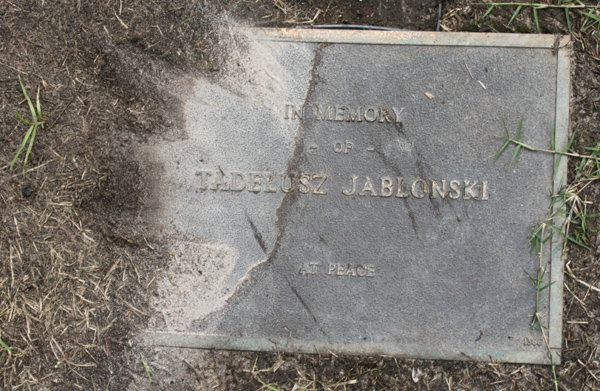 IN MEMORY
- OF -
TADEUSZ JABLONSKI
AT PEACE